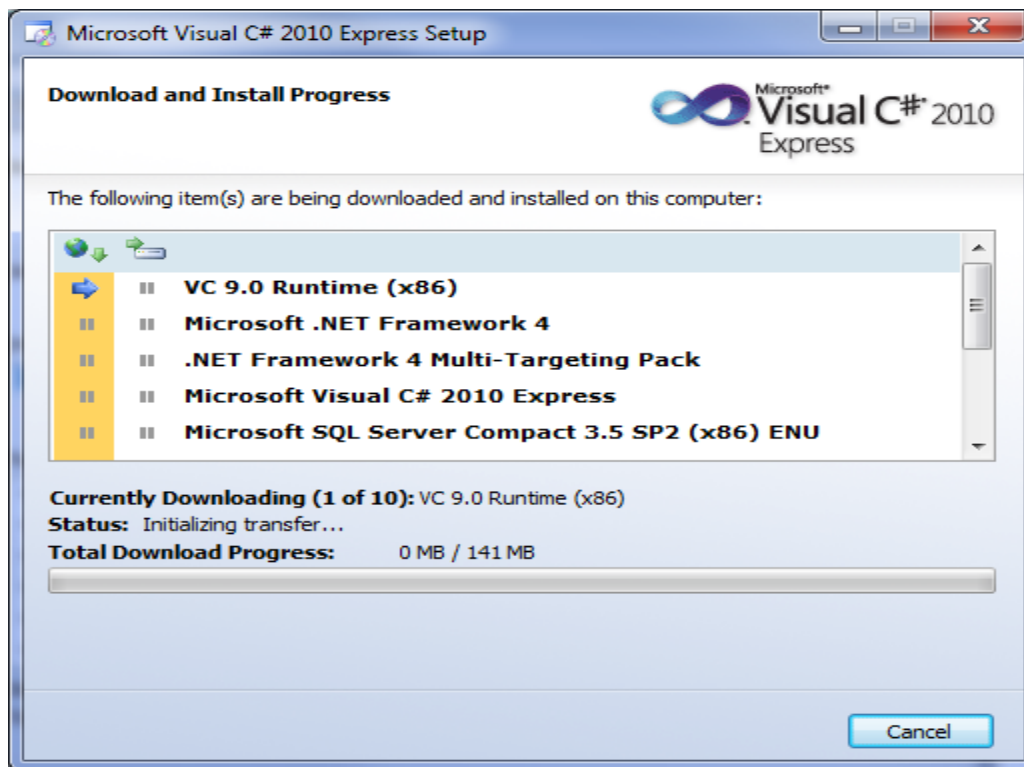 Microsoft Visual C# 2010 Express Setup
Download and Install Progress
Microsoft®
Visual C#® 2010
Express
The following item(s) are being downloaded and installed on this computer:
VC 9.0 Runtime (x86)
Microsoft .NET Framework 4
.NET Framework 4 Multi-Targeting Pack
Microsoft Visual C# 2010 Express
Microsoft SQL Server Compact 3.5 SP2 (x86) ENU
Currently Downloading (1 of 10): VC 9.0 Runtime (x86)
Status: Initializing transfer...
Total Download Progress: 0 MB / 141 MB
Cancel